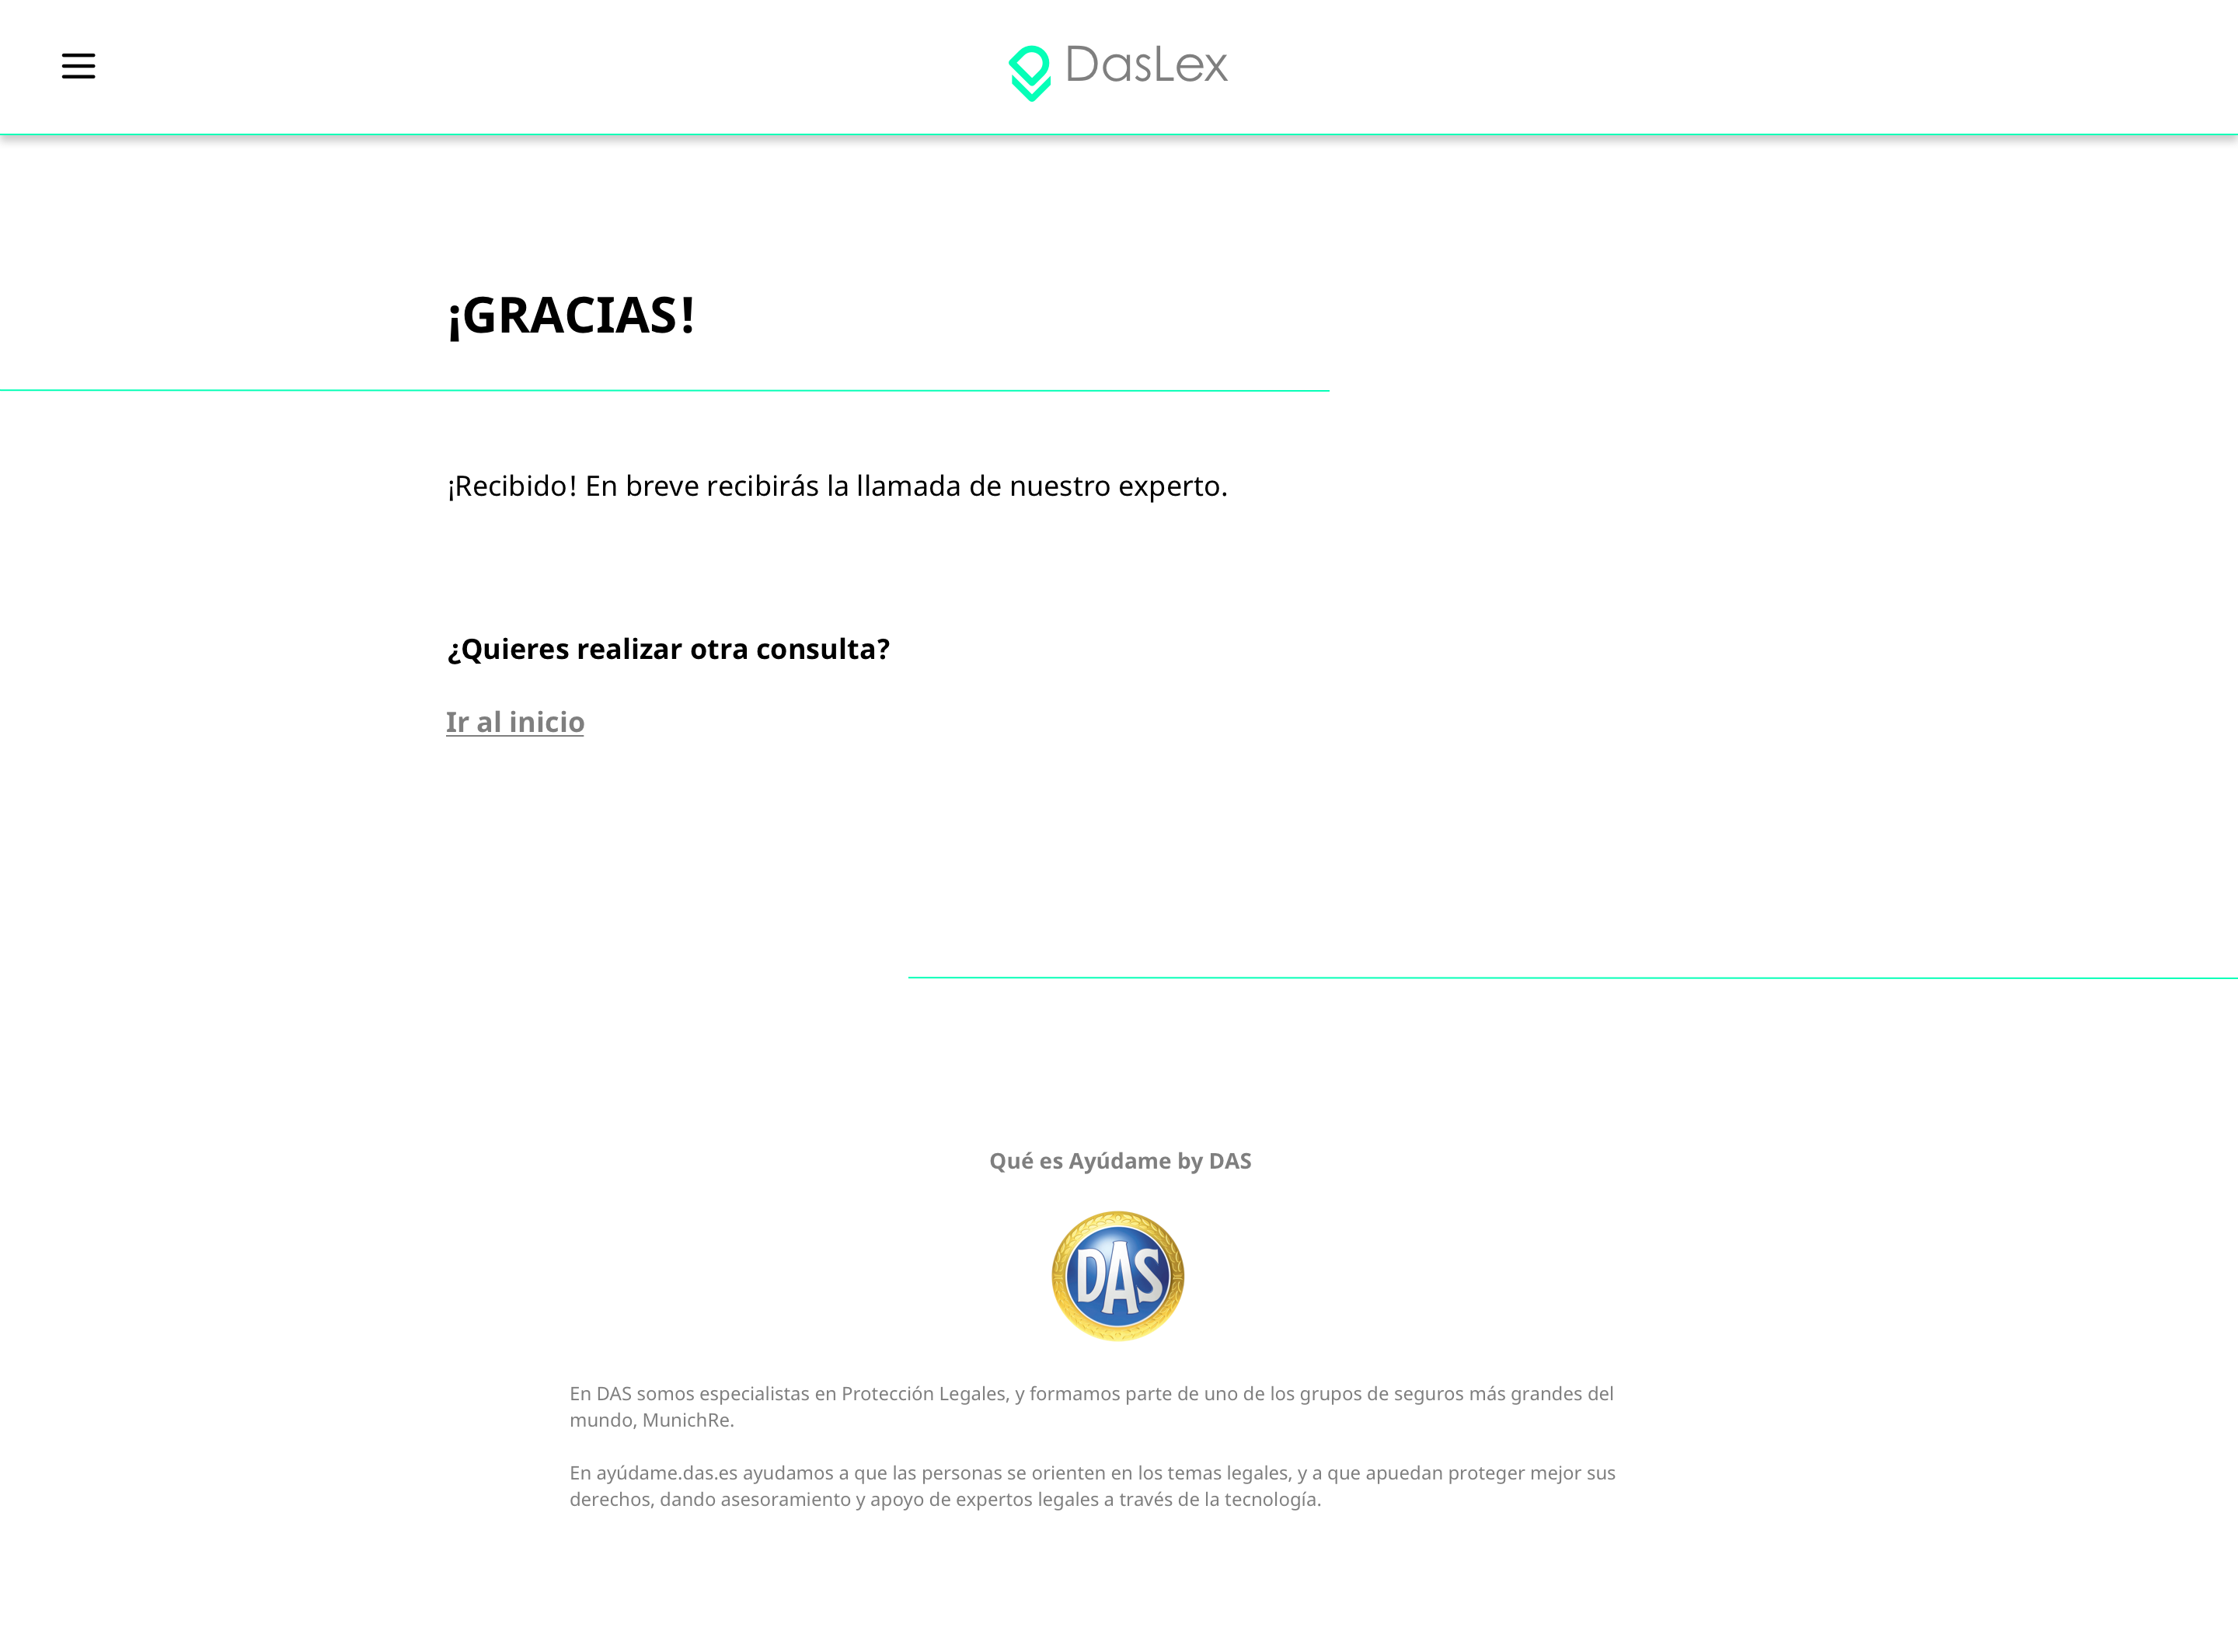 DasLex
¡GRACIAS!
¡Recibido! En breve recibirás la llamada de nuestro experto.
¿Quieres realizar otra consulta?
Ir al inicio
Qué es Ayúdame by DAS
DAS
En DAS somos especialistas en Protección Legales, y formamos parte de uno de los grupos de seguros más grandes del
mundo, MunichRe.
En ayúdame.das.es ayudamos a que las personas se orienten en los temas legales, y a que apuedan proteger mejor sus
derechos, dando asesoramiento y apoyo de expertos legales a través de la tecnología.